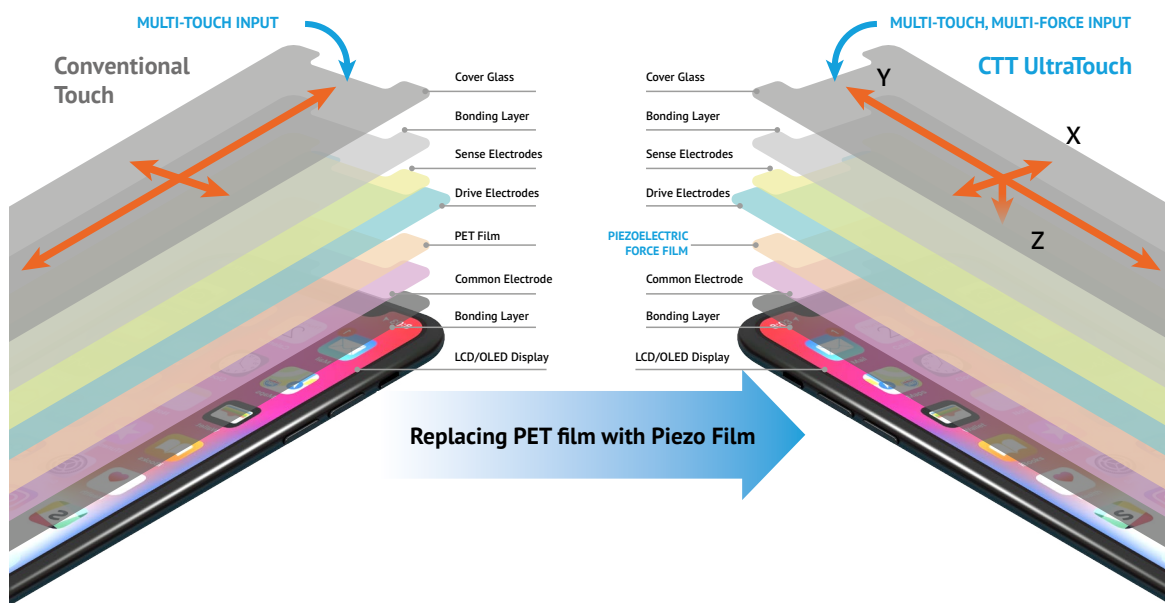 MULTI-TOUCH INPUT
Conventional
Touch
Cover Glass
Bonding Layer
Sense Electrodes
Drive Electrodes
PET Film
Common Electrode
Bonding Layer
LCD/OLED Display
MULTI-TOUCH, MULTI-FORCE INPUT
CTT UltraTouch
Y
X
Z
Cover Glass
Bonding Layer
Sense Electrodes
Drive Electrodes
PIEZOELECTRIC
FORCE FILM
Common Electrode
Bonding Layer
LCD/OLED Display
Replacing PET film with Piezo Film